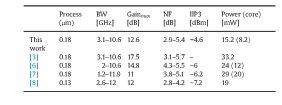 Process BW Gainmax NF IIP3 Power (core)
(μm) [GHz] [dB] [dB] [dBm] [mW]
This work 0.18 3.1–10.6 12.6 2.9–5.4 −4.6 16.2 (8.2)
[3] 0.18 3.1–10.6 17.5 3.1–5.7 – 33.2
[6] 0.18 2–10.6 14.8 4.3–5.5 −6 24 (12)
[7] 0.18 1.2–11.9 11 3.8–5.1 −6.2 29 (20)
[8] 0.13 2.6–12 12 2.8–4.2 −7.2 19